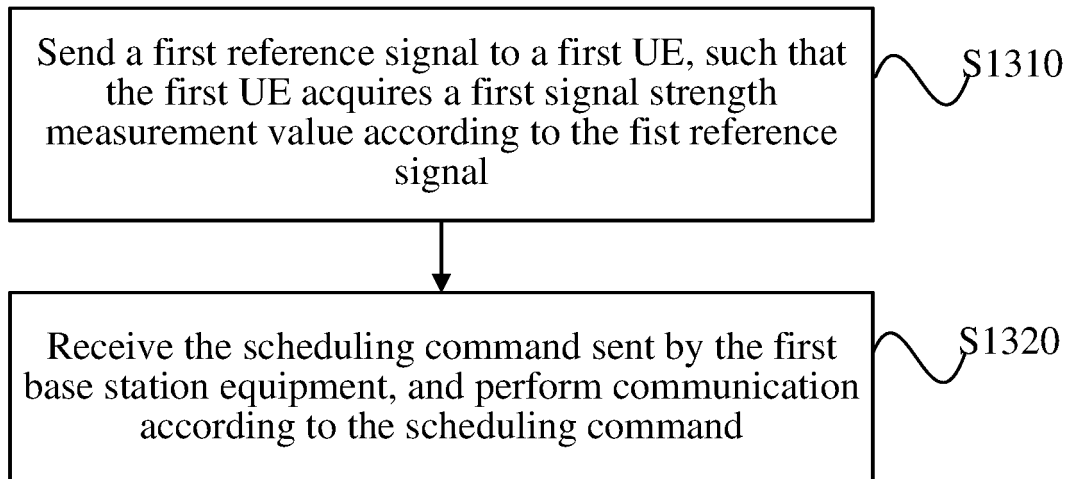 Send a first reference signal to a first UE, such that
the first UE acquires a first signal strength
measurement value according to the fist reference
signal
S1310
Receive the scheduling command sent by the first
base station equipment, and perform communication
according to the scheduling command
S1320